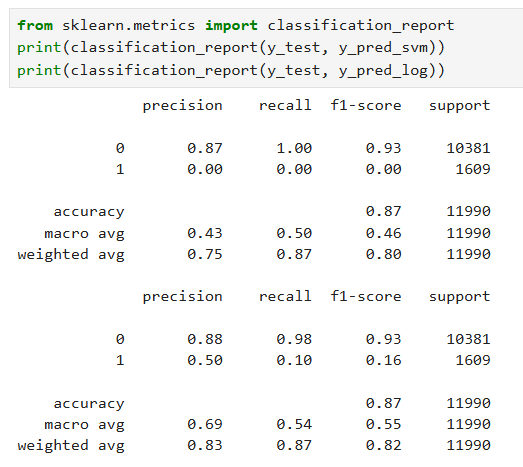 from sklearn.metrics import classification_report
print(classification_report(y_test, y_pred_svm))
print(classification_report(y_test, y_pred_log))
precision recall f1-score support
0 0.87 1.00 0.93 10381
1 0.00 0.00 0.00 1609
accuracy 0.87 11990
macro avg 0.43 0.50 0.46 11990
weighted avg 0.75 0.87 0.80 11990
precision recall f1-score support
0 0.88 0.98 0.93 10381
1 0.50 0.10 0.16 1609
accuracy 0.87 11990
macro avg 0.69 0.54 0.55 11990
weighted avg 0.83 0.87 0.82 11990